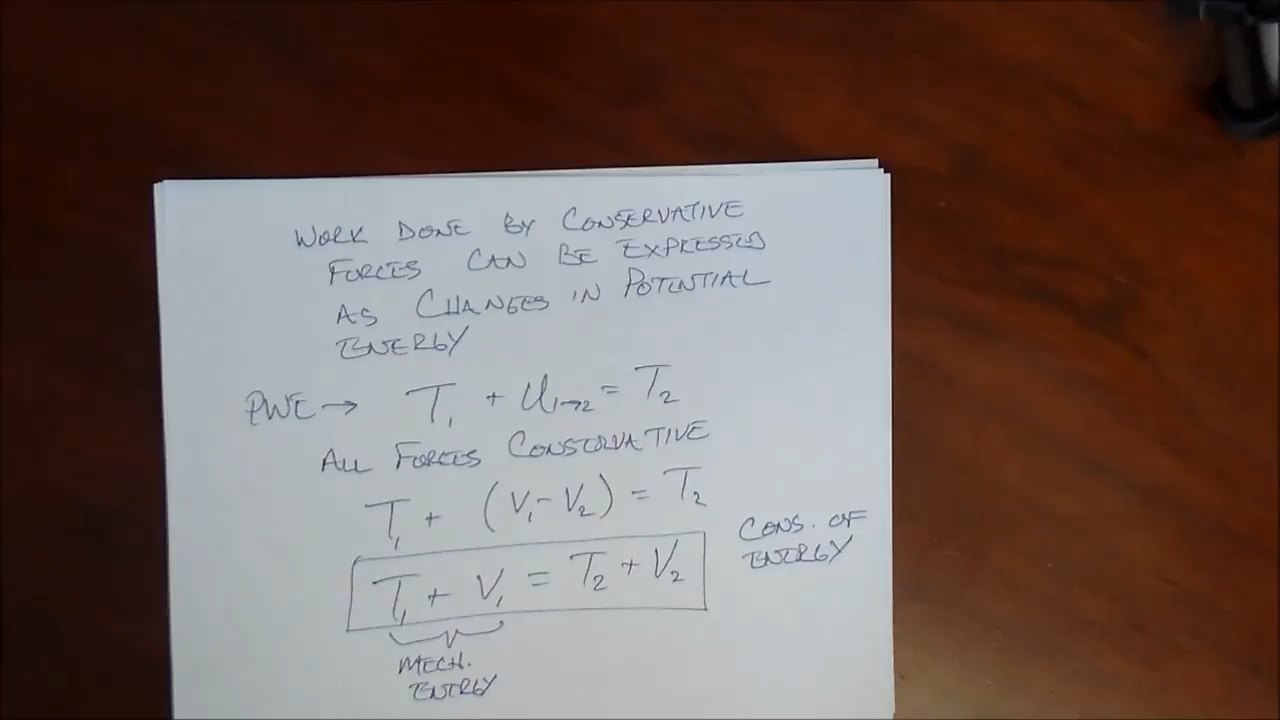 WORK DONE BY CONSERVATIVE
FORCES CAN BE EXPRESSED
AS CHANGES IN POTENTIAL
ENERGY
PWE → T₁ + U₁→₂ = T₂
ALL FORCES CONSERVATIVE
T₁ + (V₁ - V₂) = T₂
T₁ + V₁ = T₂ + V₂
CONS. OF
ENERGY
MECH.
ENERGY